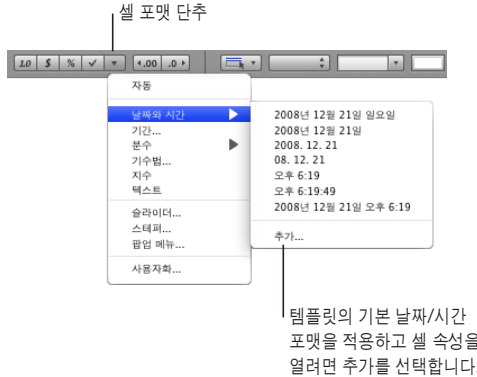 셀 포맷 단추
1.0 $ % ✓ .00 .0
자동
날짜와 시간
기간...
분수
기수법...
지수
텍스트
슬라이더...
스테퍼...
팝업 메뉴...
사용자화...
2008년 12월 21일 일요일
2008년 12월 21일
2008. 12. 21
08. 12. 21
오후 6:19
오후 6:19:49
2008년 12월 21일 오후 6:19
추가...
템플릿의 기본 날짜/시간
포맷을 적용하고 셀 속성을
열려면 추가를 선택합니다